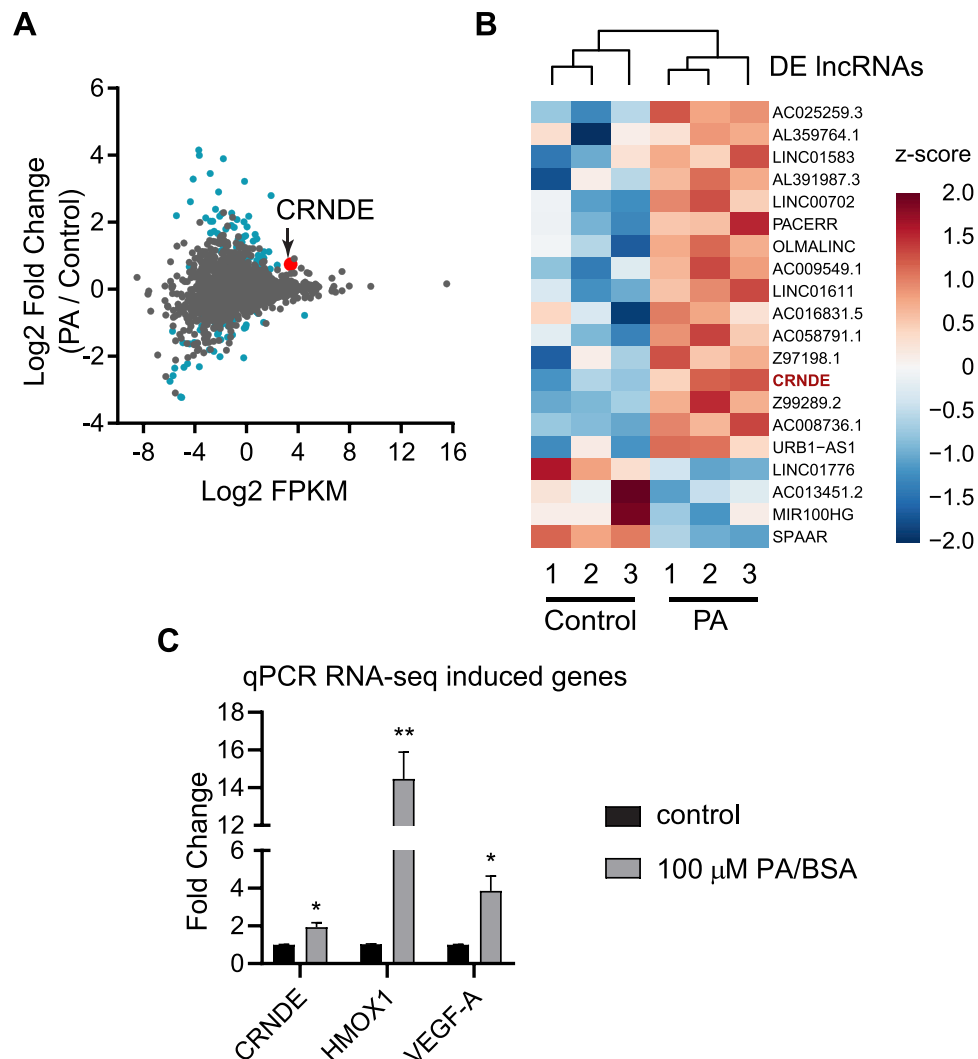 A
Log2 Fold Change
(PA / Control)
6
4
2
0
-2
-4
CRNDE
-8
-4
0
4
8
12
16
Log2 FPKM
B
DE lncRNAs
AC025259.3
AL359764.1
LINC01583
AL391987.3
LINC00702
PACERR
OLMALINC
AC009549.1
LINC01611
AC016831.5
AC058791.1
Z97198.1
CRNDE
Z99289.2
AC008736.1
URB1−AS1
LINC01776
AC013451.2
MIR100HG
SPAAR
1 2 3 1 2 3
Control PA
z-score
2.0
1.5
1.0
0.5
0
−0.5
−1.0
−1.5
−2.0
C
qPCR RNA-seq induced genes
Fold Change
18
16
14
12
6
4
2
0
*
**
*
CRNDE
HMOX1
VEGF-A
control
100 μM PA/BSA